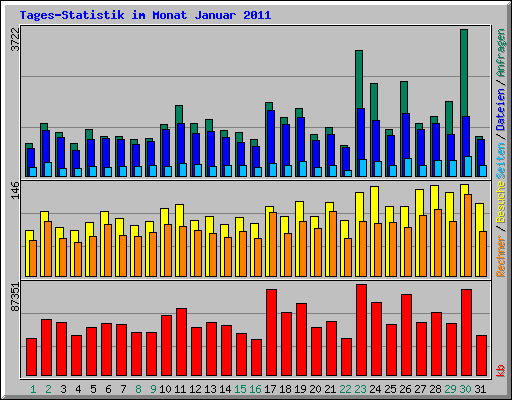 Tages-Statistik im Monat Januar 2011
3722
146
87351
Anfragen / Dateien / Seiten
Besuche / Rechner
kb
1 2 3 4 5 6 7 8 9 10 11 12 13 14 15 16 17 18 19 20 21 22 23 24 25 26 27 28 29 30 31